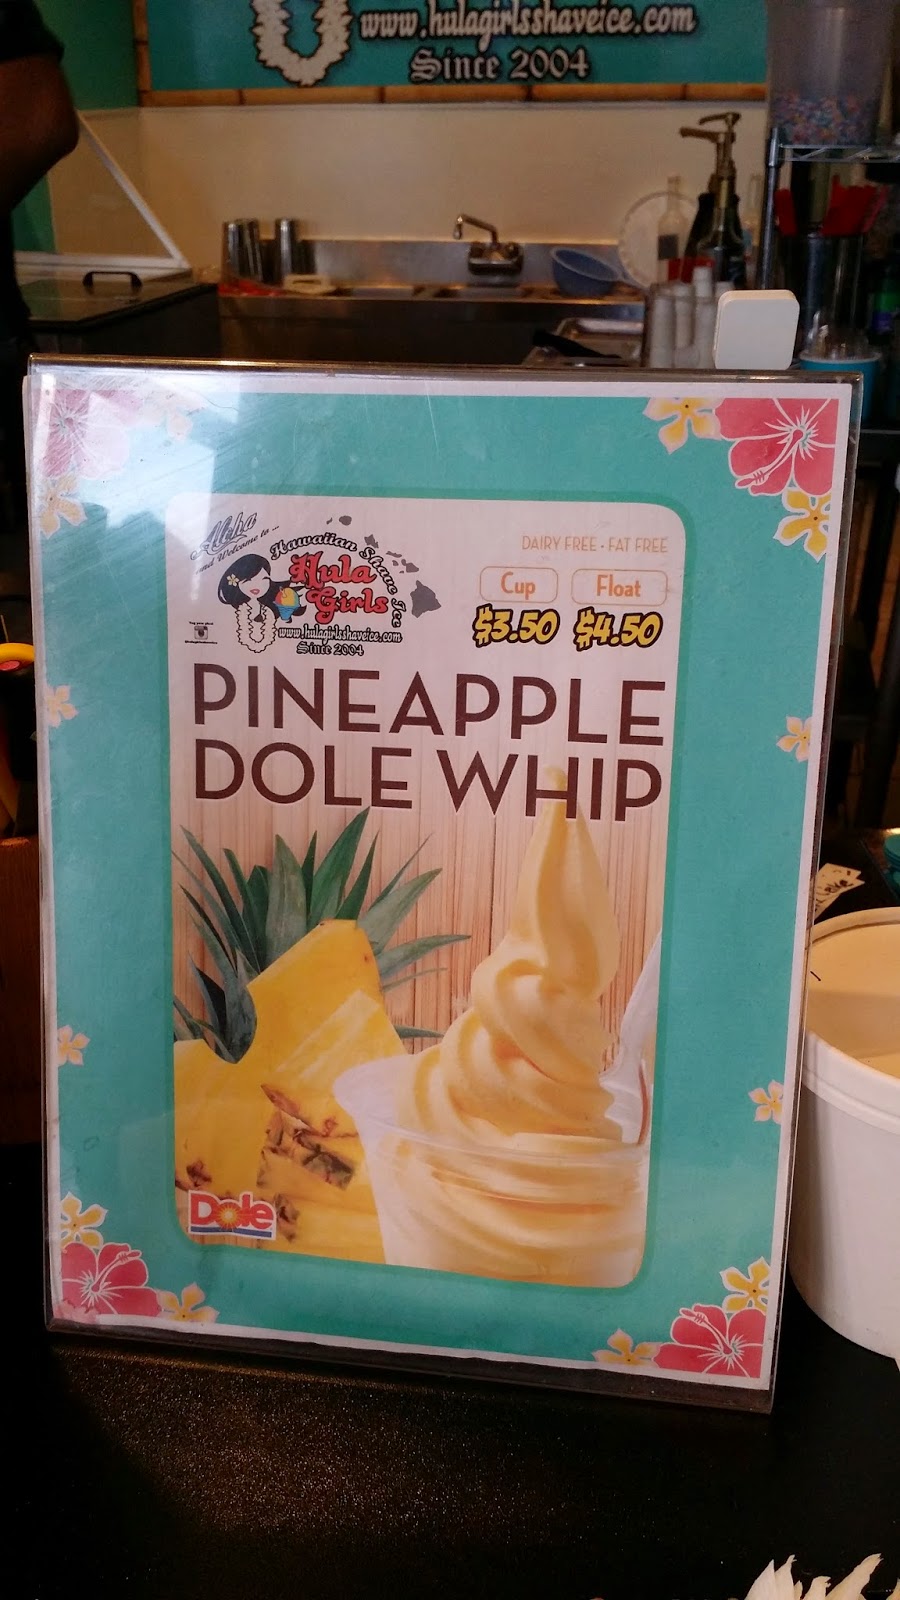 www.hulagirlsshaveice.com
Since 2004
Aloha
and Welcome to...
Hawaiian Shave Ice
Hula
Girls
www.hulagirlsshaveice.com
Since 2004
DAIRY FREE • FAT FREE
Cup Float
$3.50 $4.50
PINEAPPLE
DOLE WHIP
Dole